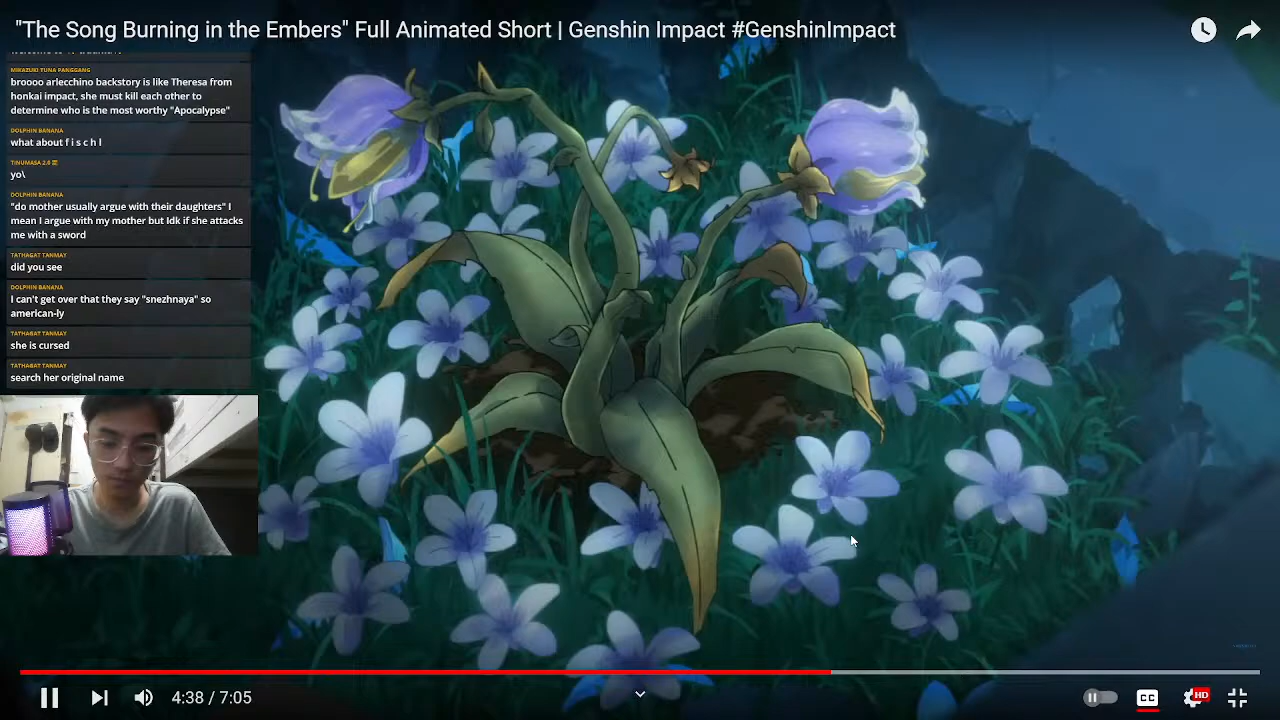 "The Song Burning in the Embers" Full Animated Short | Genshin Impact #GenshinImpact
MIKAZUKI TUNA PANGGANG
broooo arlecchino backstory is like Theresa from
honkai impact, she must kill each other to
determine who is the most worthy "Apocalypse"
DOLPHIN BANANA
what about f i s c h l
TINUMASA 2.0
yo\
DOLPHIN BANANA
"do mother usually argue with their daughters" I
mean I argue with my mother but Idk if she attacks
me with a sword
TATHAGAT TANMAY
did you see
DOLPHIN BANANA
I can't get over that they say "snezhnaya" so
american-ly
TATHAGAT TANMAY
she is cursed
TATHAGAT TANMAY
search her original name
4:38 / 7:05
CC
HD